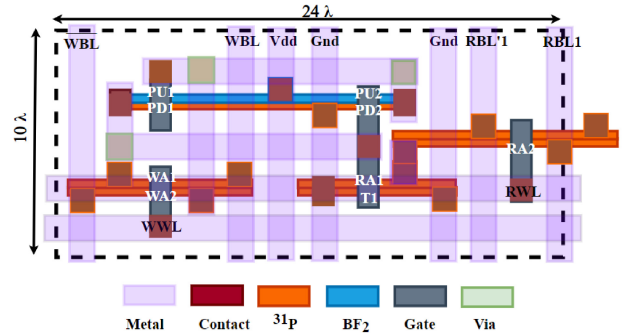 24 λ
WBL WBL Vdd Gnd Gnd RBL'1 RBL1
10 λ
PU1 PU2
PD1 PD2
RA2
WA1 RA1
WA2 T1 RWL
WWL
Metal Contact 31P BF2 Gate Via